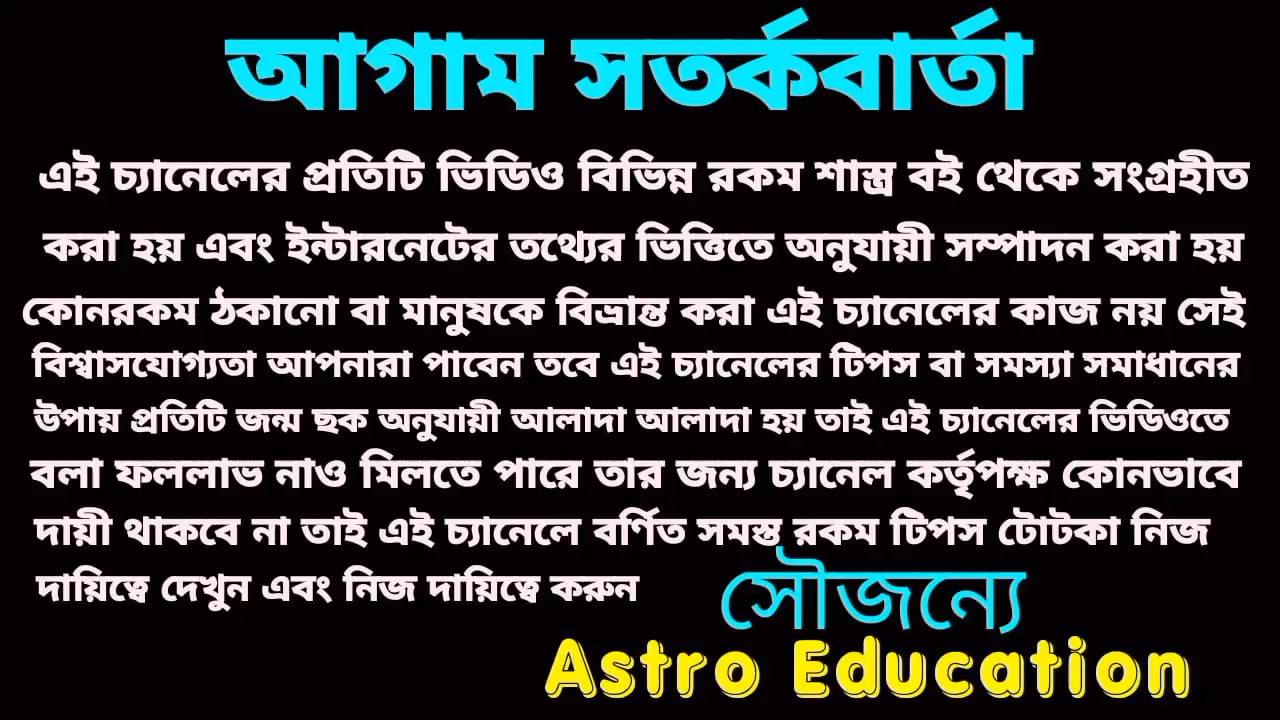 আগাম সতর্কবার্তা
এই চ্যানেলের প্রতিটি ভিডিও বিভিন্ন রকম শাস্ত্র বই থেকে সংগ্রহীত
করা হয় এবং ইন্টারনেটের তথ্যের ভিত্তিতে অনুযায়ী সম্পাদন করা হয়
কোনরকম ঠকানো বা মানুষকে বিভ্রান্ত করা এই চ্যানেলের কাজ নয় সেই
বিশ্বাসযোগ্যতা আপনারা পাবেন তবে এই চ্যানেলের টিপস বা সমস্যা সমাধানের
উপায় প্রতিটি জন্ম ছক অনুযায়ী আলাদা আলাদা হয় তাই এই চ্যানেলের ভিডিওতে
বলা ফললাভ নাও মিলতে পারে তার জন্য চ্যানেল কর্তৃপক্ষ কোনভাবে
দায়ী থাকবে না তাই এই চ্যানেলে বর্ণিত সমস্ত রকম টিপস টোটকা নিজ
দায়িত্বে দেখুন এবং নিজ দায়িত্বে করুন
সৌজন্যে
Astro Education